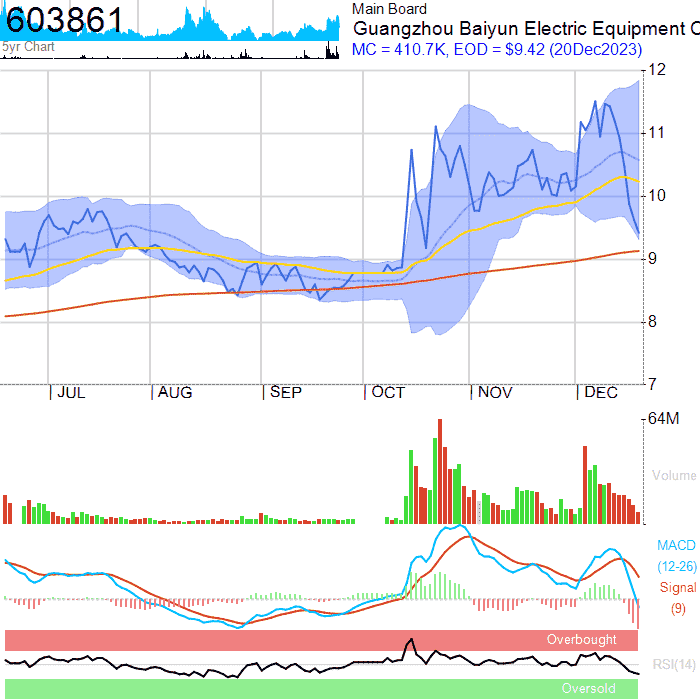 603861
5yr Chart
Main Board
Guangzhou Baiyun Electric Equipment C
MC = 410.7K, EOD = $9.42 (20Dec2023)
12
11
10
9
8
7
JUL AUG SEP OCT NOV DEC
64M
Volume
MACD
(12-26)
Signal
(9)
Overbought
RSI(14)
Oversold